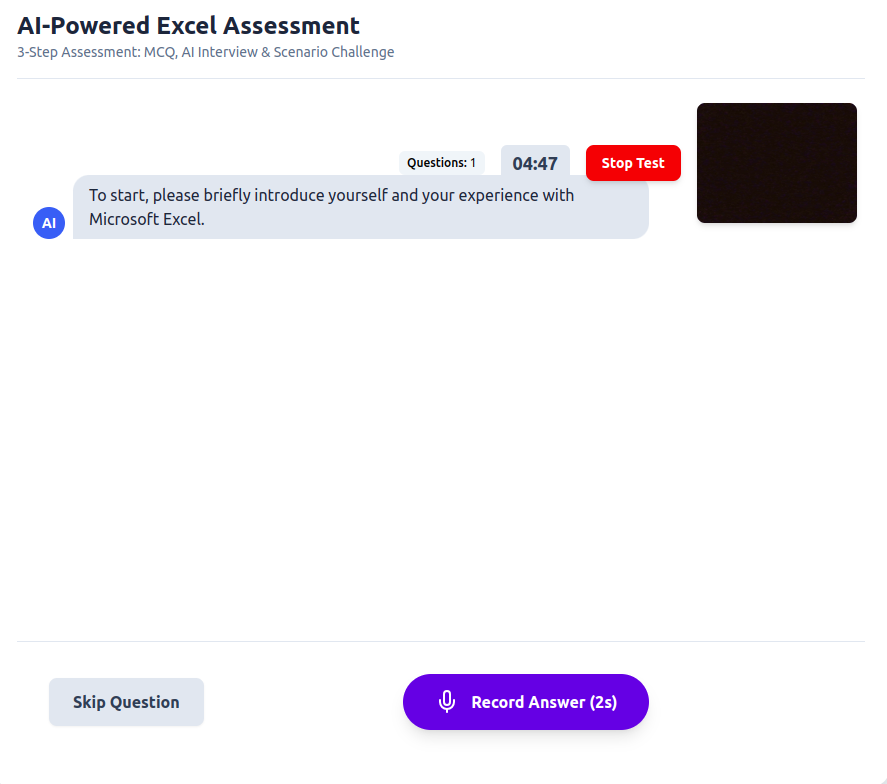 AI-Powered Excel Assessment
3-Step Assessment: MCQ, AI Interview & Scenario Challenge
Questions: 1
04:47
Stop Test
To start, please briefly introduce yourself and your experience with
Microsoft Excel.
AI
Skip Question
Record Answer (2s)